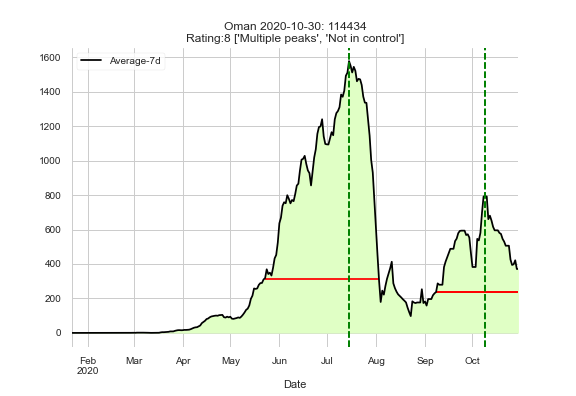 Oman 2020-10-30: 114434
Rating:8 ['Multiple peaks', 'Not in control']
Average-7d
1600
1400
1200
1000
800
600
400
200
0
Feb Mar Apr May Jun Jul Aug Sep Oct
2020
Date